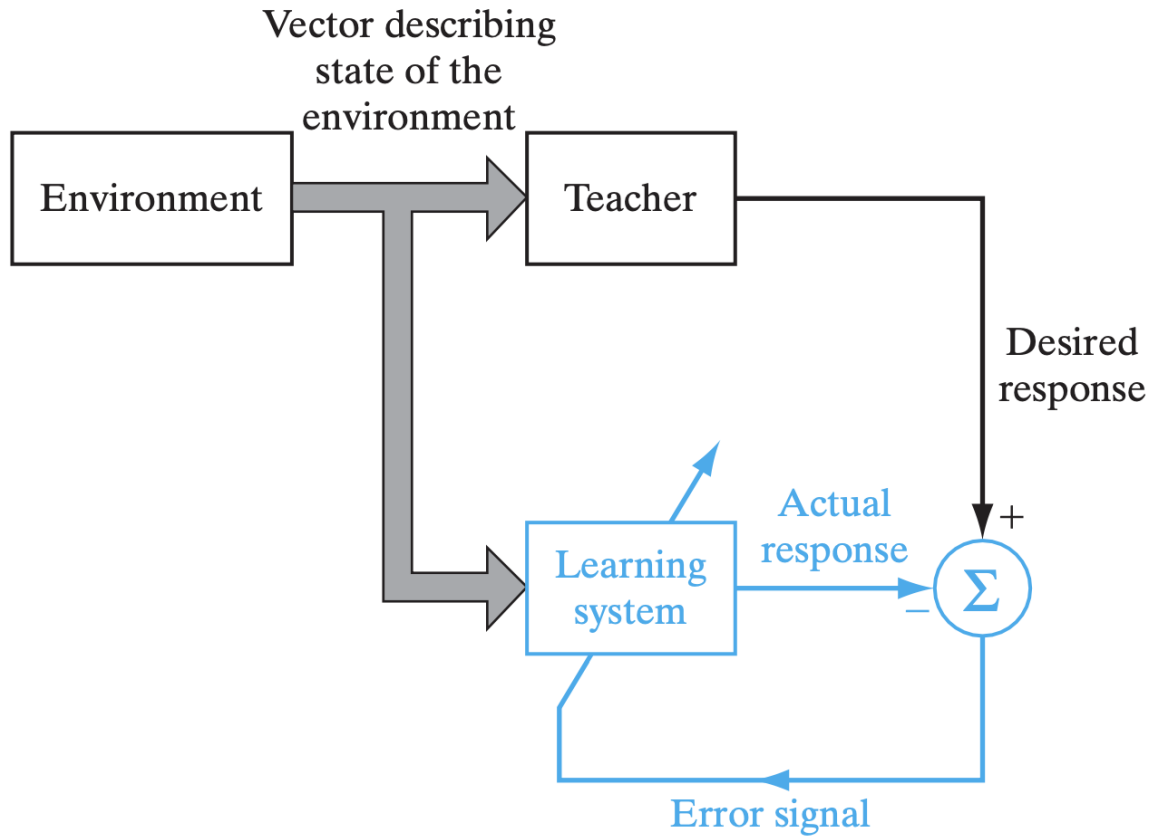 Vector describing
state of the
environment
Environment
Teacher
Desired
response
Actual
response
+
Learning
system
−
Σ
Error signal